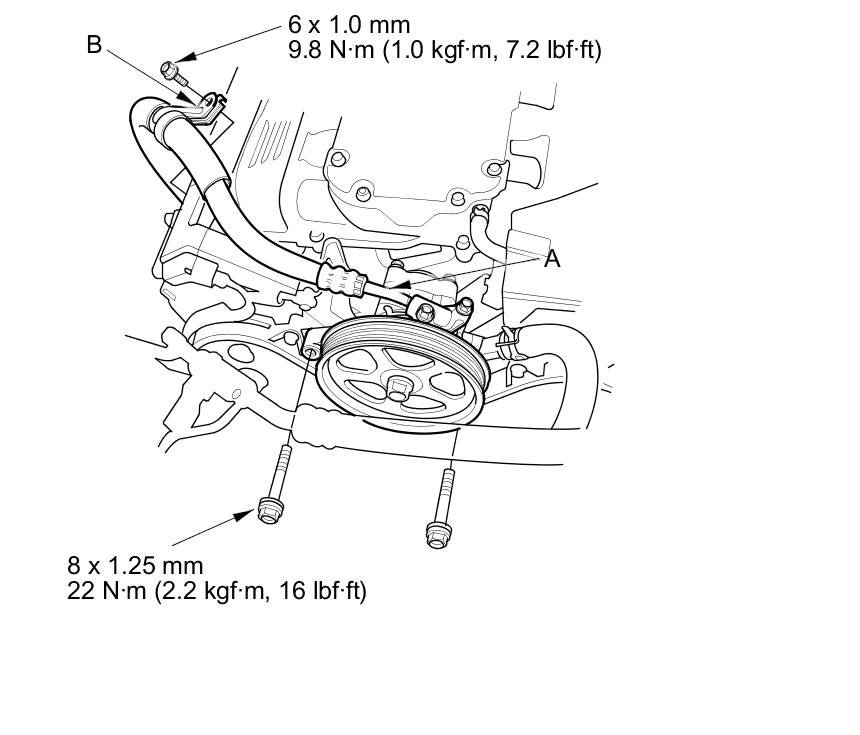 6 x 1.0 mm
9.8 N·m (1.0 kgf·m, 7.2 lbf·ft)
B
A
8 x 1.25 mm
22 N·m (2.2 kgf·m, 16 lbf·ft)